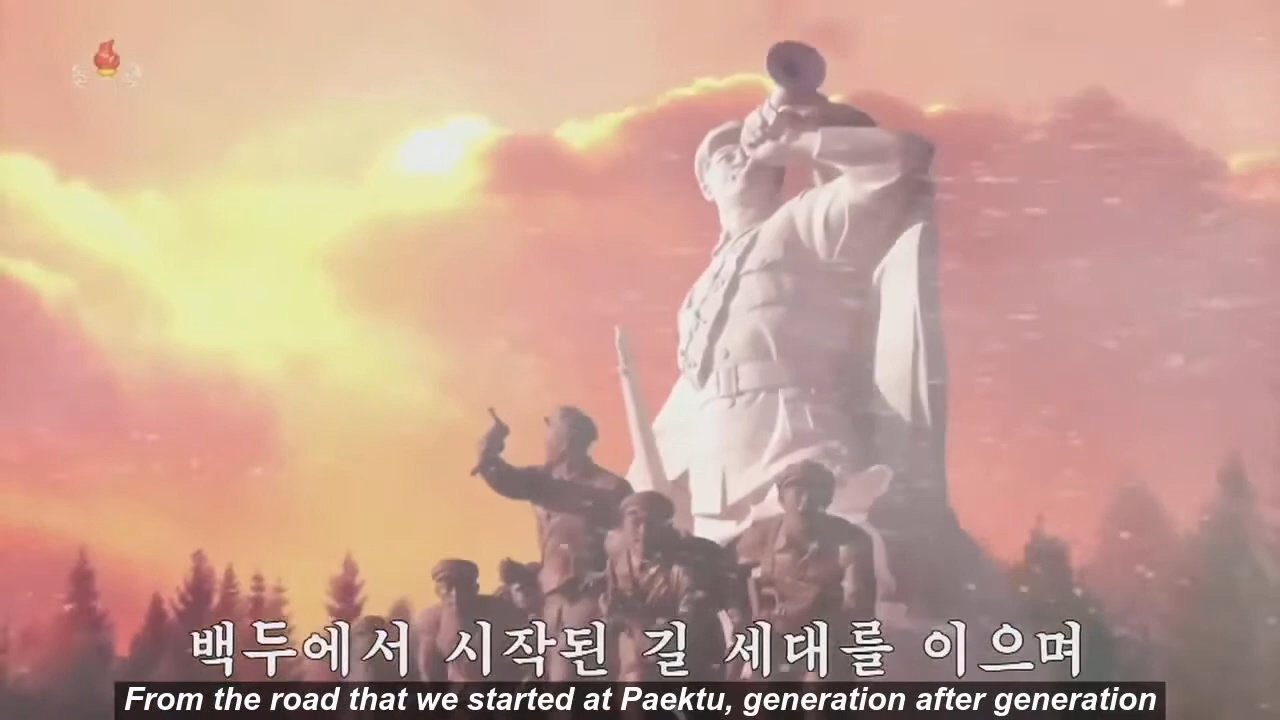 백두에서 시작된 길 세대를 이으며
From the road that we started at Paektu, generation after generation